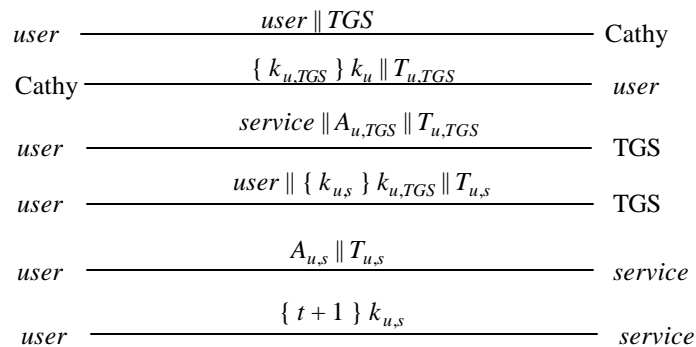 user user || TGS Cathy
Cathy { k_{u,TGS} } k_u || T_{u,TGS} user
user service || A_{u,TGS} || T_{u,TGS} TGS
user user || { k_{u,s} } k_{u,TGS} || T_{u,s} TGS
user A_{u,s} || T_{u,s} service
user { t + 1 } k_{u,s} service